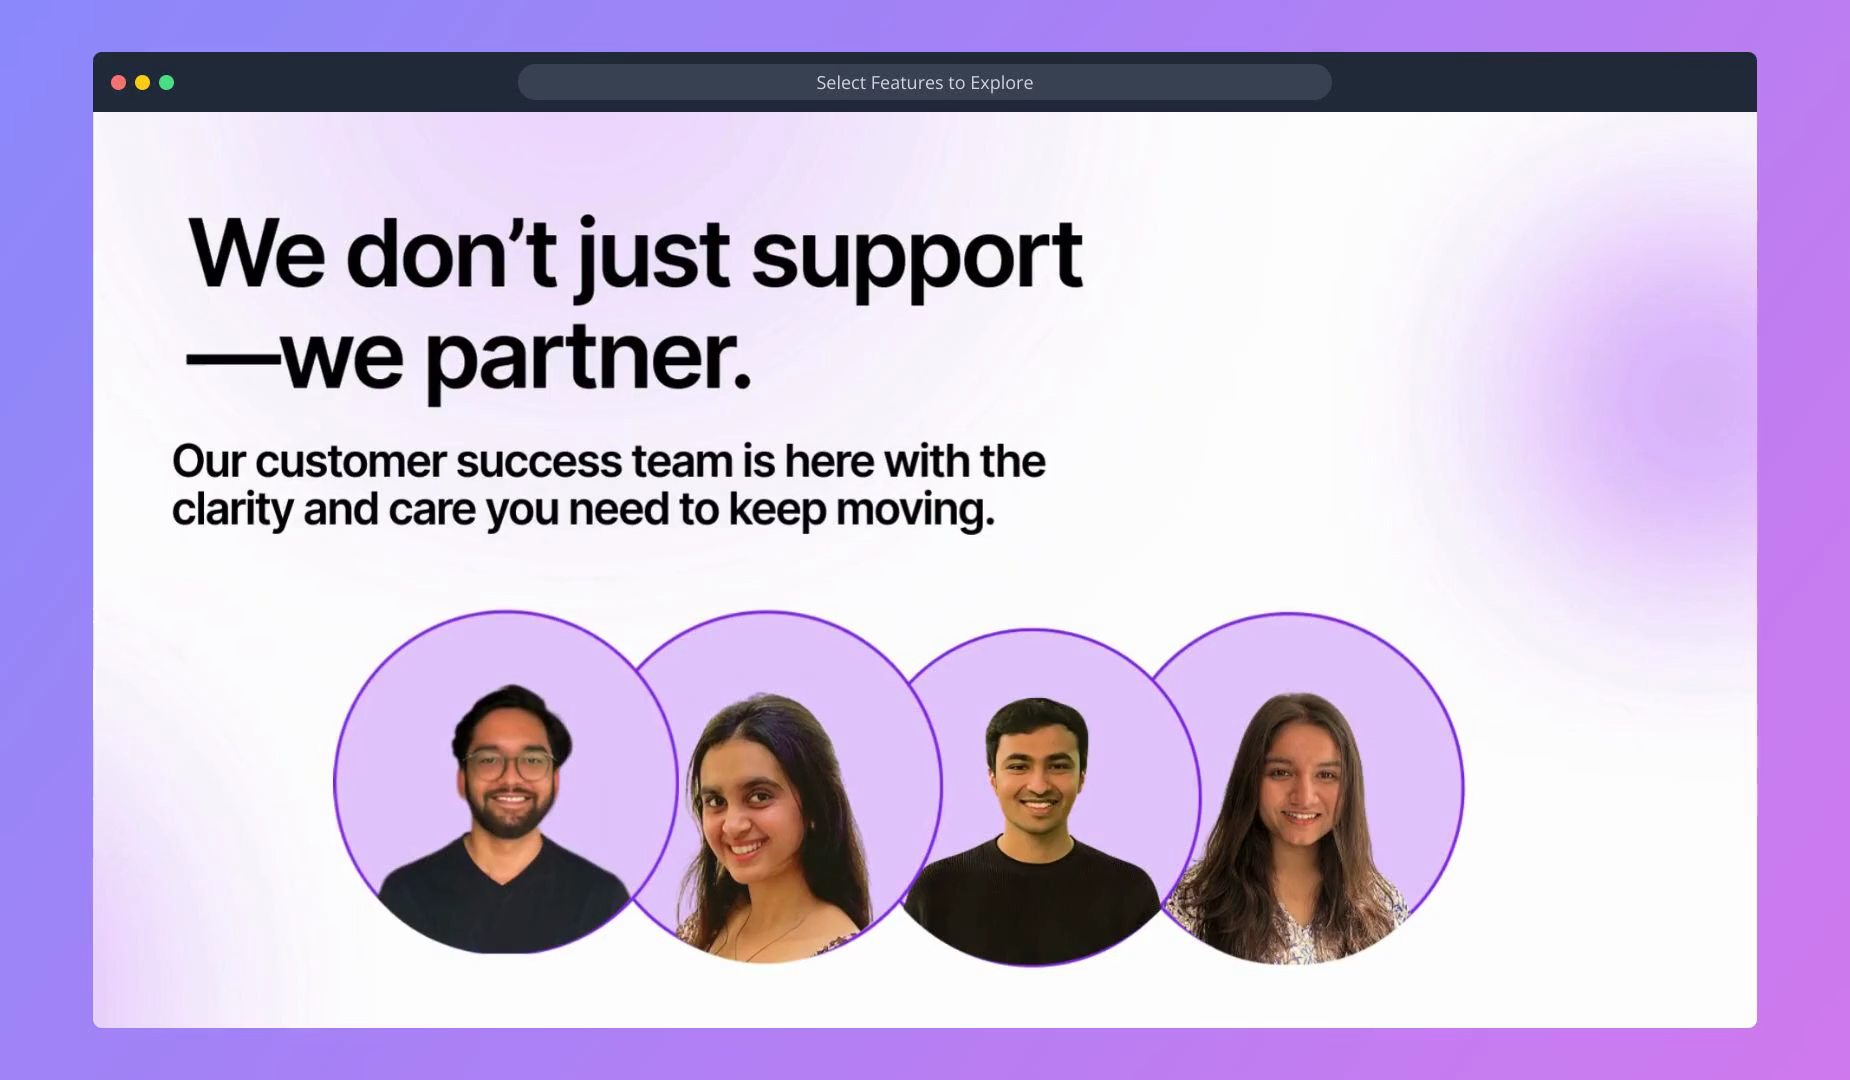 Select Features to Explore
We don’t just support
—we partner.
Our customer success team is here with the
clarity and care you need to keep moving.